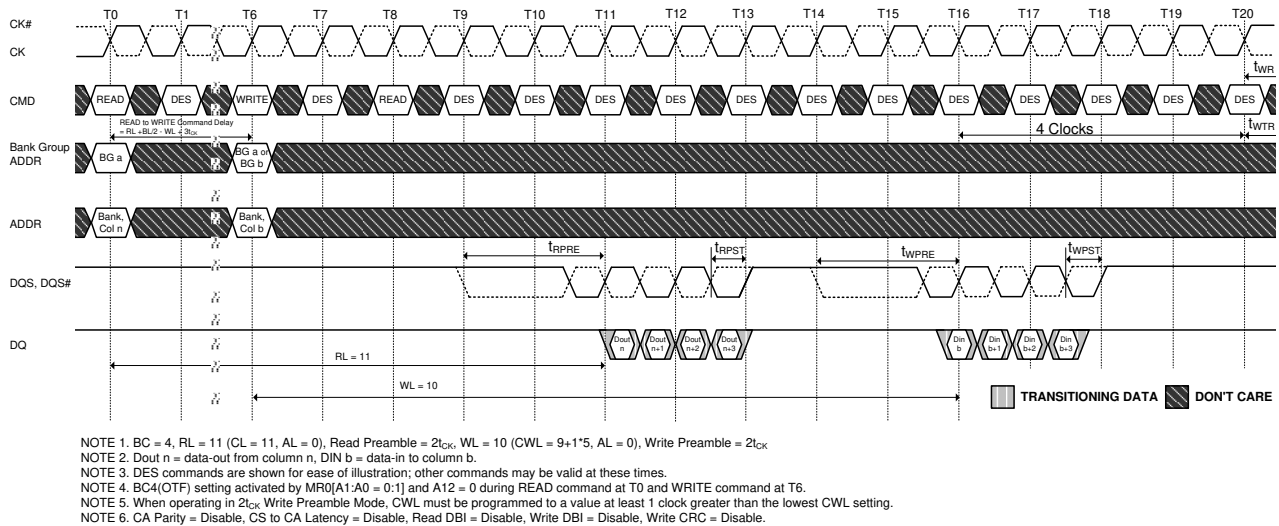 T0 T1 T6 T7 T8 T9 T10 T11 T12 T13 T14 T15 T16 T17 T18 T19 T20
CK#
CK
tWR
CMD READ DES WRITE DES READ DES DES DES DES DES DES DES DES DES DES DES DES
READ to WRITE Command Delay
= RL +BL/2 - WL + 3tCK
4 Clocks
tWTR
Bank Group
ADDR
BG a
BG a or
BG b
ADDR
Bank,
Col n
Bank,
Col b
tRPRE tRPST tWPRE tWPST
DQS, DQS#
DQ
Dout
n
Dout
n+1
Dout
n+2
Dout
n+3
Din
b
Din
b+1
Din
b+2
Din
b+3
RL = 11
WL = 10
TRANSITIONING DATA DON'T CARE
NOTE 1. BC = 4, RL = 11 (CL = 11, AL = 0), Read Preamble = 2tCK, WL = 10 (CWL = 9+1*5, AL = 0), Write Preamble = 2tCK
NOTE 2. Dout n = data-out from column n, DIN b = data-in to column b.
NOTE 3. DES commands are shown for ease of illustration; other commands may be valid at these times.
NOTE 4. BC4(OTF) setting activated by MR0[A1:A0 = 0:1] and A12 = 0 during READ command at T0 and WRITE command at T6.
NOTE 5. When operating in 2tCK Write Preamble Mode, CWL must be programmed to a value at least 1 clock greater than the lowest CWL setting.
NOTE 6. CA Parity = Disable, CS to CA Latency = Disable, Read DBI = Disable, Write DBI = Disable, Write CRC = Disable.